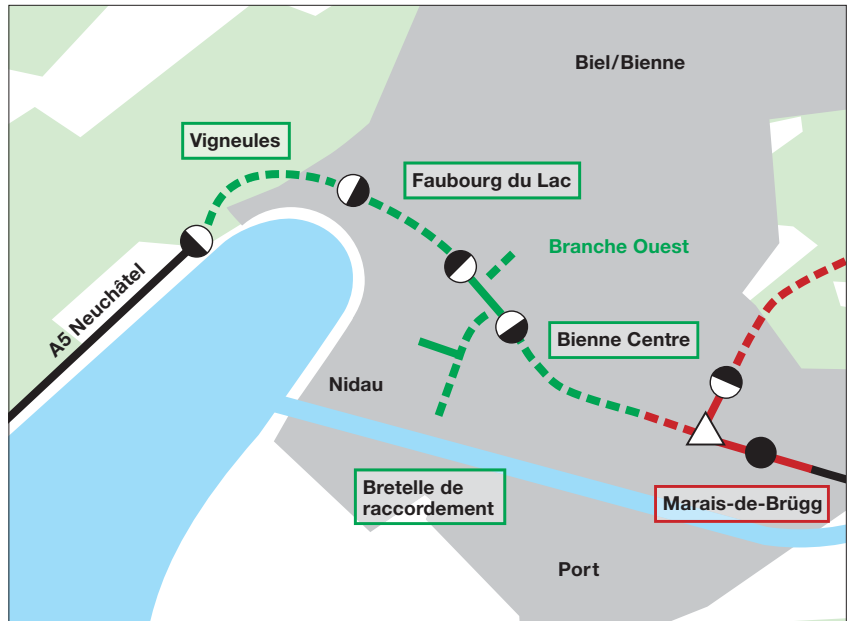 Biel/Bienne
Vigneules
Faubourg du Lac
Branche Ouest
A5 Neuchâtel
Bienne Centre
Nidau
Bretelle de
raccordement
Marais-de-Brügg
Port